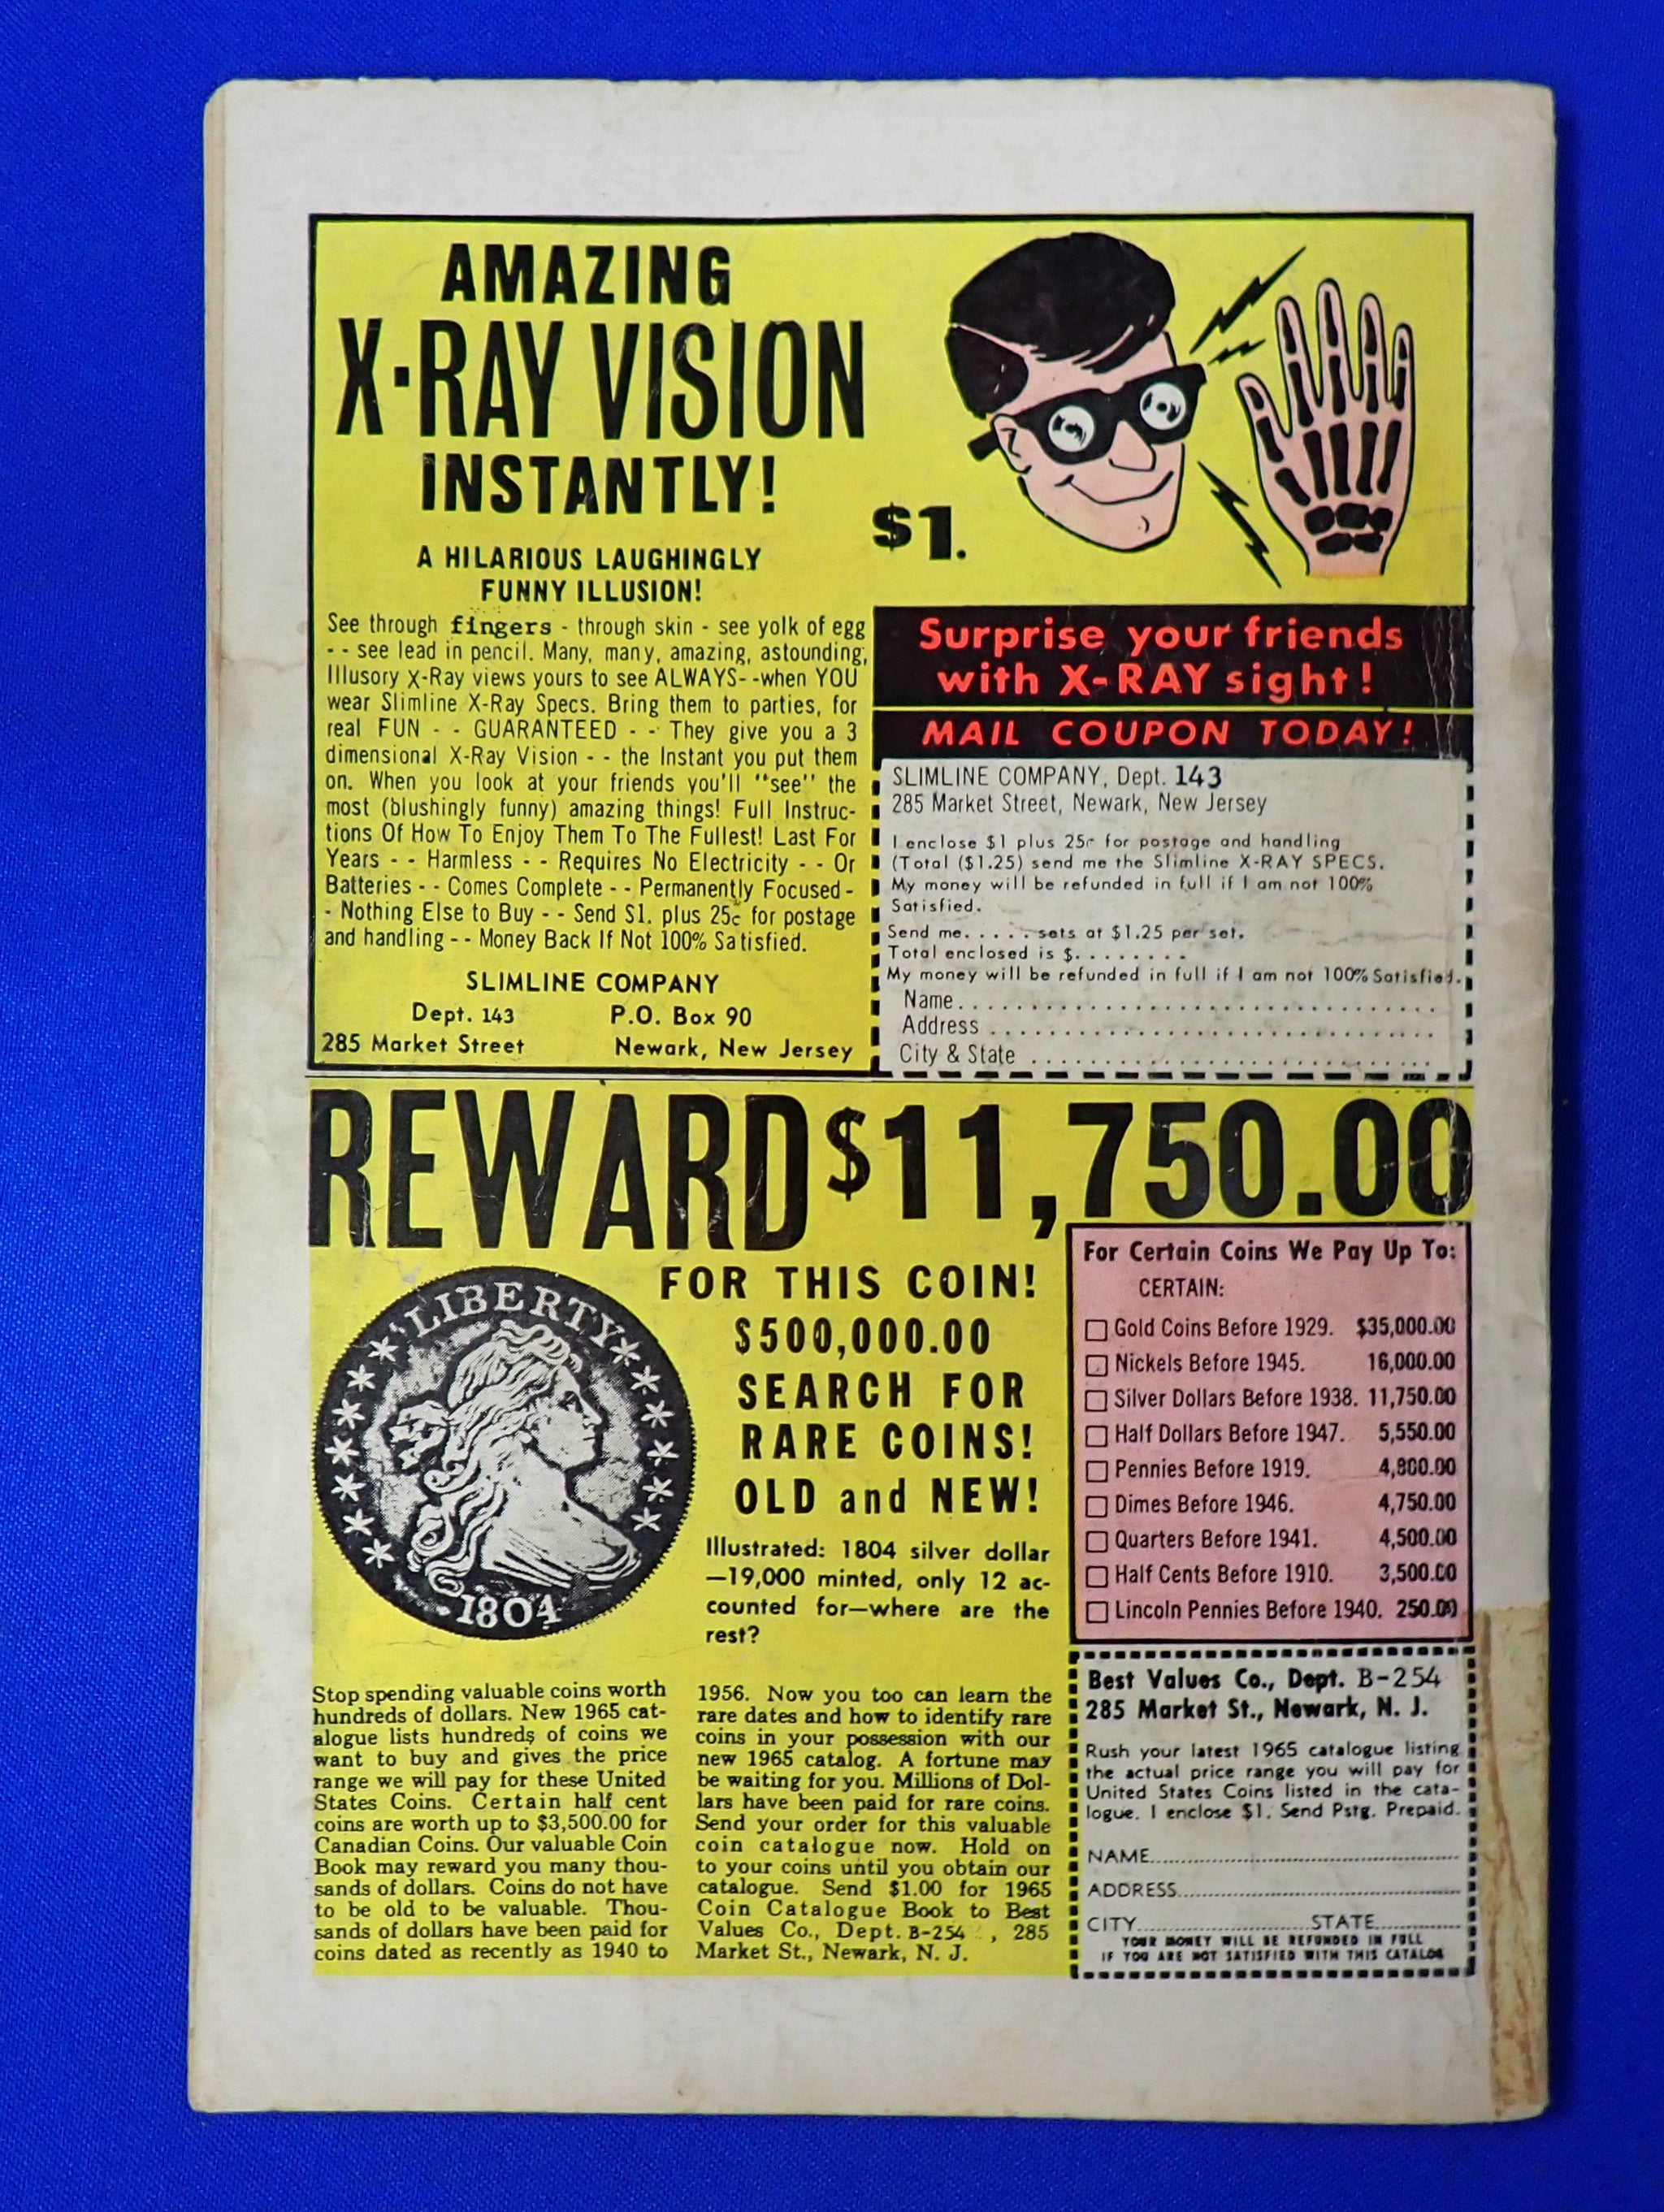 AMAZING
X-RAY VISION
INSTANTLY!
A HILARIOUS LAUGHINGLY
FUNNY ILLUSION!
See through fingers - through skin - see yolk of egg
- - see lead in pencil. Many, many, amazing, astounding,
Illusory X-Ray views yours to see ALWAYS- -when YOU
wear Slimline X-Ray Specs. Bring them to parties, for
real FUN - - GUARANTEED - - They give you a 3
dimensional X-Ray Vision - - the Instant you put them
on. When you look at your friends you'll "see" the
most (blushingly funny) amazing things! Full Instruc-
tions Of How To Enjoy Them To The Fullest! Last For
Years - - Harmless - - Requires No Electricity - - Or
Batteries - - Comes Complete - - Permanently Focused -
- Nothing Else to Buy - - Send $1. plus 25c for postage
and handling - - Money Back If Not 100% Satisfied.
SLIMLINE COMPANY
Dept. 143 P.O. Box 90
285 Market Street Newark, New Jersey
$1.
Surprise your friends
with X-RAY sight!
MAIL COUPON TODAY!
SLIMLINE COMPANY, Dept. 143
285 Market Street, Newark, New Jersey
I enclose $1 plus 25c for postage and handling
(Total ($1.25) send me the Slimline X-RAY SPECS.
My money will be refunded in full if I am not 100%
Satisfied.
Send me. . . . . sets at $1.25 per set.
Total enclosed is $. . . . . . . .
My money will be refunded in full if I am not 100% Satisfied.
Name. . . . . . . . . . . . . . . . . . . . . . . . . . . . . . . .
Address . . . . . . . . . . . . . . . . . . . . . . . . . . . . . .
City & State . . . . . . . . . . . . . . . . . . . . . . . . . . .
REWARD $11,750.00
FOR THIS COIN!
$500,000.00
SEARCH FOR
RARE COINS!
OLD and NEW!
LIBERTY
1804
Illustrated: 1804 silver dollar
—19,000 minted, only 12 ac-
counted for—where are the
rest?
Stop spending valuable coins worth
hundreds of dollars. New 1965 cat-
alogue lists hundreds of coins we
want to buy and gives the price
range we will pay for these United
States Coins. Certain half cent
coins are worth up to $3,500.00 for
Canadian Coins. Our valuable Coin
Book may reward you many thou-
sands of dollars. Coins do not have
to be old to be valuable. Thou-
sands of dollars have been paid for
coins dated as recently as 1940 to
1956. Now you too can learn the
rare dates and how to identify rare
coins in your possession with our
new 1965 catalog. A fortune may
be waiting for you. Millions of Dol-
lars have been paid for rare coins.
Send your order for this valuable
coin catalogue now. Hold on
to your coins until you obtain our
catalogue. Send $1.00 for 1965
Coin Catalogue Book to Best
Values Co., Dept. B-254 , 285
Market St., Newark, N. J.
For Certain Coins We Pay Up To:
CERTAIN:
Gold Coins Before 1929. $35,000.00
Nickels Before 1945. 16,000.00
Silver Dollars Before 1938. 11,750.00
Half Dollars Before 1947. 5,550.00
Pennies Before 1919. 4,800.00
Dimes Before 1946. 4,750.00
Quarters Before 1941. 4,500.00
Half Cents Before 1910. 3,500.00
Lincoln Pennies Before 1940. 250.00
Best Values Co., Dept. B-254
285 Market St., Newark, N. J.
Rush your latest 1965 catalogue listing
the actual price range you will pay for
United States Coins listed in the cata-
logue. I enclose $1. Send Pstg. Prepaid.
NAME..............................
ADDRESS..............................
CITY....................STATE..........
YOUR MONEY WILL BE REFUNDED IN FULL
IF YOU ARE NOT SATISFIED WITH THIS CATALOG